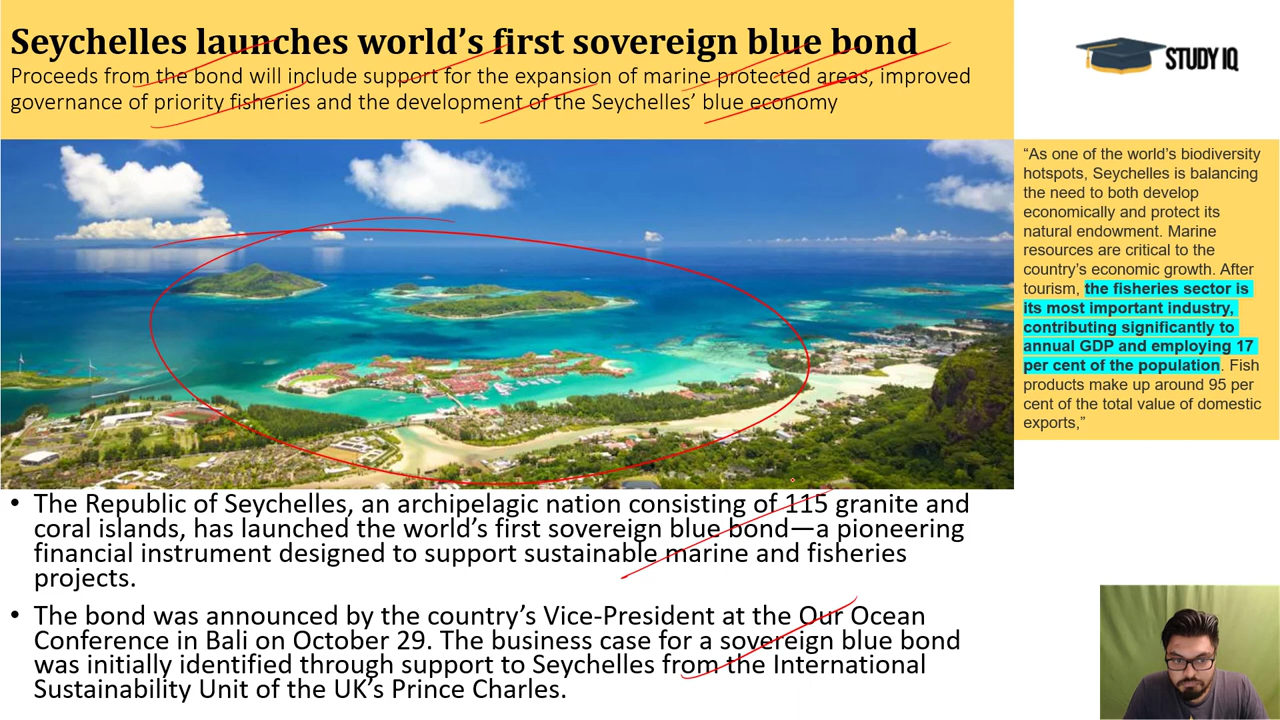 Seychelles launches world’s first sovereign blue bond
Proceeds from the bond will include support for the expansion of marine protected areas, improved
governance of priority fisheries and the development of the Seychelles’ blue economy
STUDY IQ
“As one of the world’s biodiversity
hotspots, Seychelles is balancing
the need to both develop
economically and protect its
natural endowment. Marine
resources are critical to the
country’s economic growth. After
tourism, the fisheries sector is
its most important industry,
contributing significantly to
annual GDP and employing 17
per cent of the population. Fish
products make up around 95 per
cent of the total value of domestic
exports,”
• The Republic of Seychelles, an archipelagic nation consisting of 115 granite and
coral islands, has launched the world’s first sovereign blue bond—a pioneering
financial instrument designed to support sustainable marine and fisheries
projects.
• The bond was announced by the country’s Vice-President at the Our Ocean
Conference in Bali on October 29. The business case for a sovereign blue bond
was initially identified through support to Seychelles from the International
Sustainability Unit of the UK’s Prince Charles.